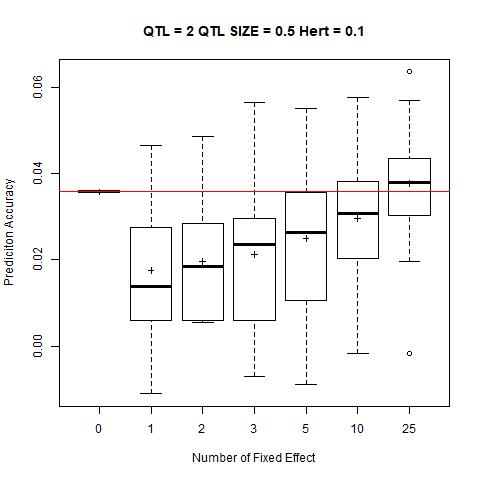 QTL = 2 QTL SIZE = 0.5 Hert = 0.1
Prediciton Accuracy
0.06
0.04
0.02
0.00
0 1 2 3 5 10 25
Number of Fixed Effect